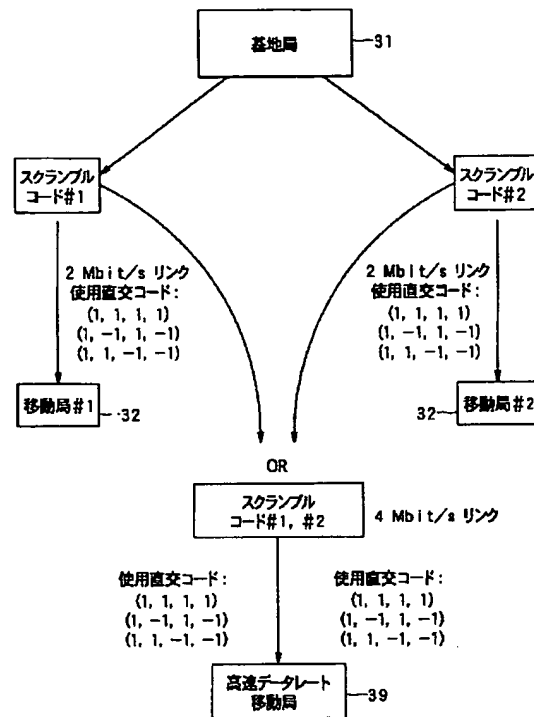 基地局
31
スクランブル
コード#1
スクランブル
コード#2
2 Mbit/s リンク
使用直交コード:
(1, 1, 1, 1)
(1, -1, 1, -1)
(1, 1, -1, -1)
2 Mbit/s リンク
使用直交コード:
(1, 1, 1, 1)
(1, -1, 1, -1)
(1, 1, -1, -1)
移動局#1
32
32
移動局#2
OR
スクランブル
コード#1, #2
4 Mbit/s リンク
使用直交コード:
(1, 1, 1, 1)
(1, -1, 1, -1)
(1, 1, -1, -1)
使用直交コード:
(1, 1, 1, 1)
(1, -1, 1, -1)
(1, 1, -1, -1)
高速データレート
移動局
39